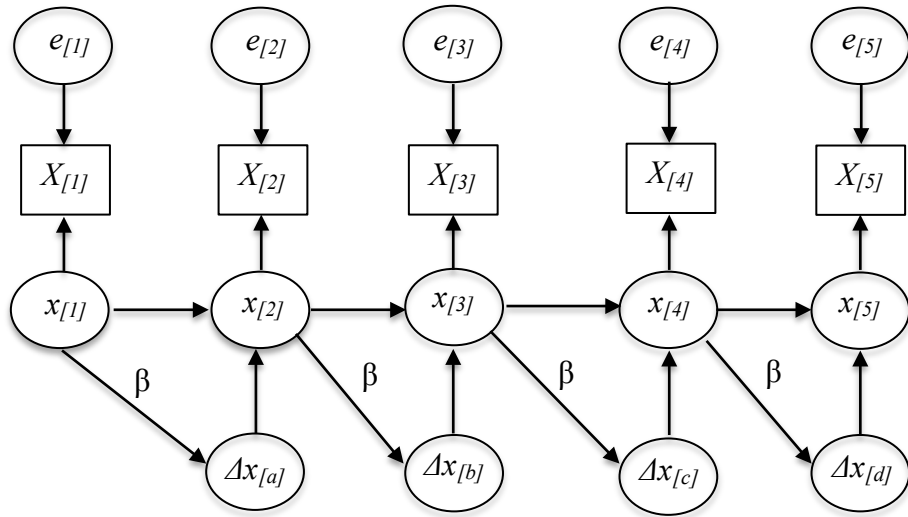 e[1] e[2] e[3] e[4] e[5]
X[1] X[2] X[3] X[4] X[5]
x[1] x[2] x[3] x[4] x[5]
β β β β
Δx[a] Δx[b] Δx[c] Δx[d]